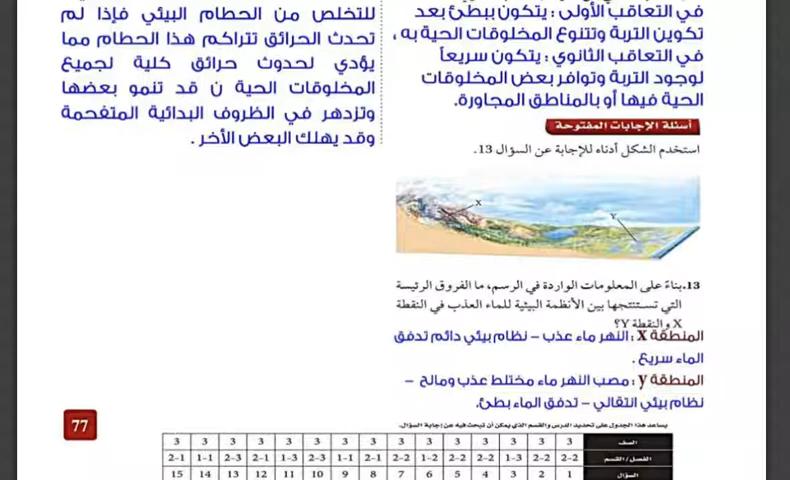 في التعاقب الأولى : يتكون ببطئ بعد
تكوين التربة وتتنوع المخلوقات الحية به ،
في التعاقب الثانوي : يتكون سريعاً
لوجود التربة وتوافر بعض المخلوقات
الحية فيها أو بالمناطق المجاورة.
أسئلة الإجابات المفتوحة
استخدم الشكل أدناه للإجابة عن السؤال 13.
X
Y
13. بناءً على المعلومات الواردة في الرسم، ما الفروق الرئيسة
التي تستنتجها بين الأنظمة البيئية للماء العذب في النقطة
X والنقطة Y؟
المنطقة X : النهر ماء عذب – نظام بيئي دائم تدفق
الماء سريع .
المنطقة y : مصب النهر ماء مختلط عذب ومالح –
نظام بيئي انتقالي – تدفق الماء بطئ.
للتخلص من الحطام البيئي فإذا لم
تحدث الحرائق تتراكم هذا الحطام مما
يؤدي لحدوث حرائق كلية لجميع
المخلوقات الحية ن قد تنمو بعضها
وتزدهر في الظروف البدائية المتفحمة
وقد يهلك البعض الأخر .
يساعد هذا الجدول على تحديد الدرس والقسم الذي يمكن أن تبحث فيه عن إجابة السؤال.
الصف 3 3 3 3 3 3 3 3 3 3 3 3 3 3 3
الفصل / القسم 2-2 2-2 1-3 2-2 2-2 1-2 2-2 2-1 1-1 2-3 1-3 2-1 2-3 1-1 2-1
السؤال 1 2 3 4 5 6 7 8 9 10 11 12 13 14 15
77